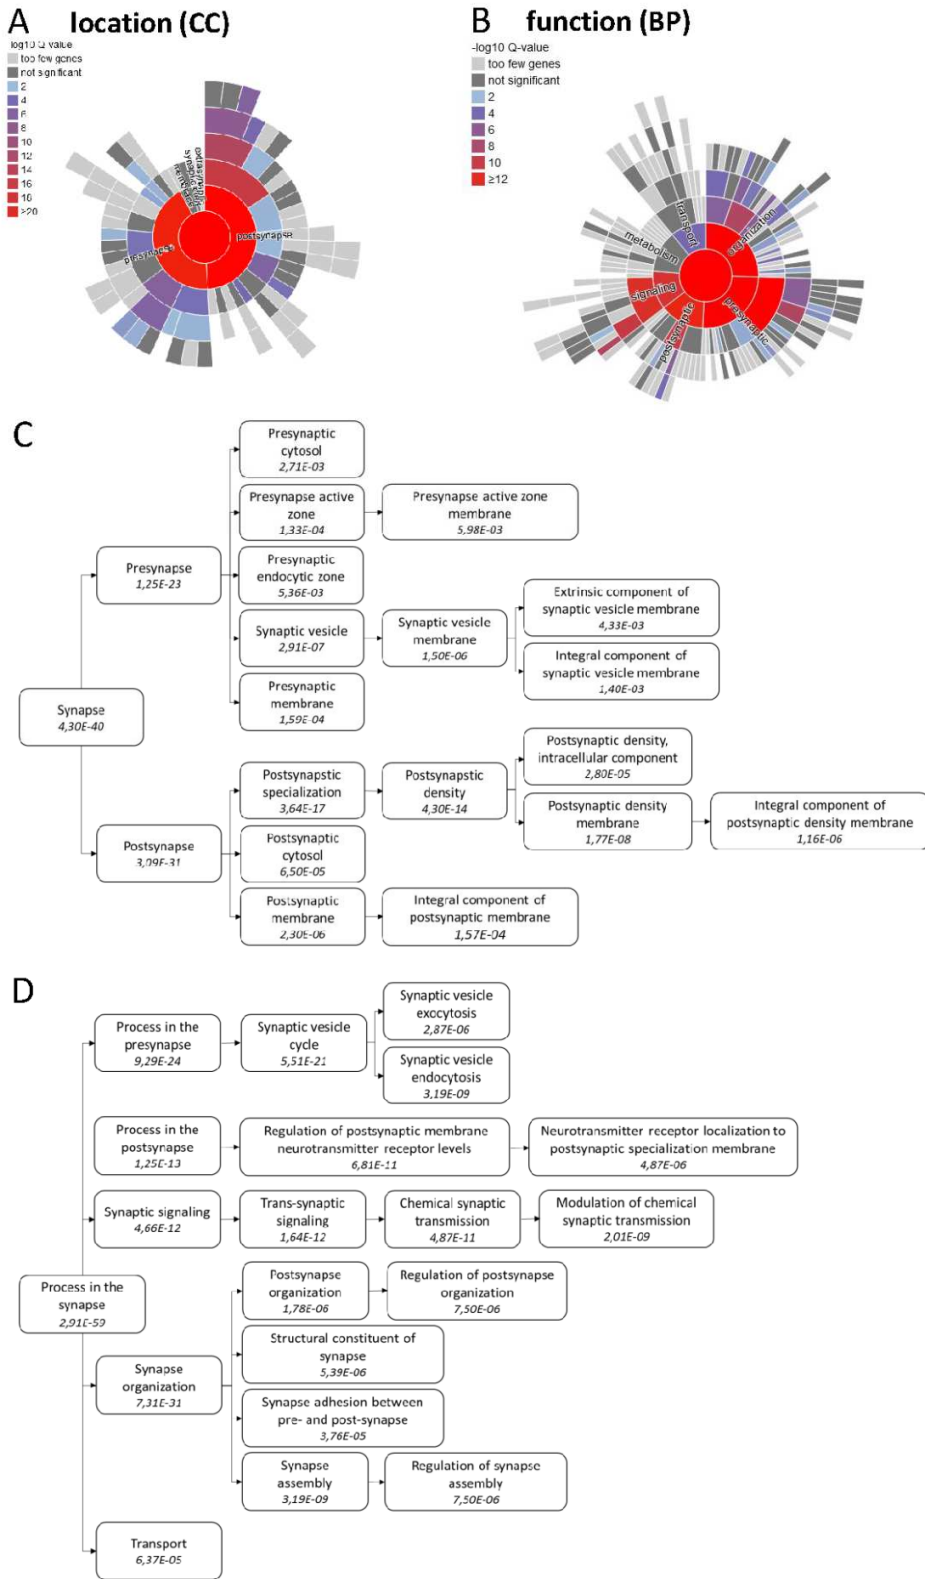 A location (CC)
-log10 Q value
too few genes
not significant
2
4
6
8
10
12
14
16
18
≥20
presynapse
postsynapse
B function (BP)
-log10 Q-value
too few genes
not significant
2
4
6
8
10
≥12
transport
organization
metabolism
signaling
postsynaptic
presynaptic
C
Presynaptic
cytosol
2,71E-03
Presynapse active
zone
1,33E-04
Presynapse active zone
membrane
5,98E-03
Presynapse
1,25E-23
Presynaptic
endocytic zone
5,36E-03
Extrinsic component of
synaptic vesicle membrane
4,33E-03
Synaptic vesicle
2,91E-07
Synaptic vesicle
membrane
1,50E-06
Integral component of
synaptic vesicle membrane
1,40E-03
Presynaptic
membrane
1,59E-04
Synapse
4,30E-40
Postsynaptic density,
intracellular component
2,80E-05
Postsynapstic
specialization
3,64E-17
Postsynapstic
density
4,30E-14
Postsynaptic density
membrane
1,77E-08
Integral component of
postsynaptic density membrane
1,16E-06
Postsynapse
3,09E-31
Postsynaptic
cytosol
6,50E-05
Postsynaptic
membrane
2,30E-06
Integral component of
postsynaptic membrane
1,57E-04
D
Synaptic vesicle
exocytosis
2,87E-06
Process in the
presynapse
9,29E-24
Synaptic vesicle
cycle
5,51E-21
Synaptic vesicle
endocytosis
3,19E-09
Process in the
postsynapse
1,25E-13
Regulation of postsynaptic membrane
neurotransmitter receptor levels
6,81E-11
Neurotransmitter receptor localization to
postsynaptic specialization membrane
4,87E-06
Synaptic signaling
4,66E-12
Trans-synaptic
signaling
1,64E-12
Chemical synaptic
transmission
4,87E-11
Modulation of chemical
synaptic transmission
2,01E-09
Process in the
synapse
2,91E-59
Postsynapse
organization
1,78E-06
Regulation of postsynapse
organization
7,50E-06
Structural constituent of
synapse
5,39E-06
Synapse
organization
7,31E-31
Synapse adhesion between
pre- and post-synapse
3,76E-05
Synapse
assembly
3,19E-09
Regulation of synapse
assembly
7,50E-06
Transport
6,37E-05